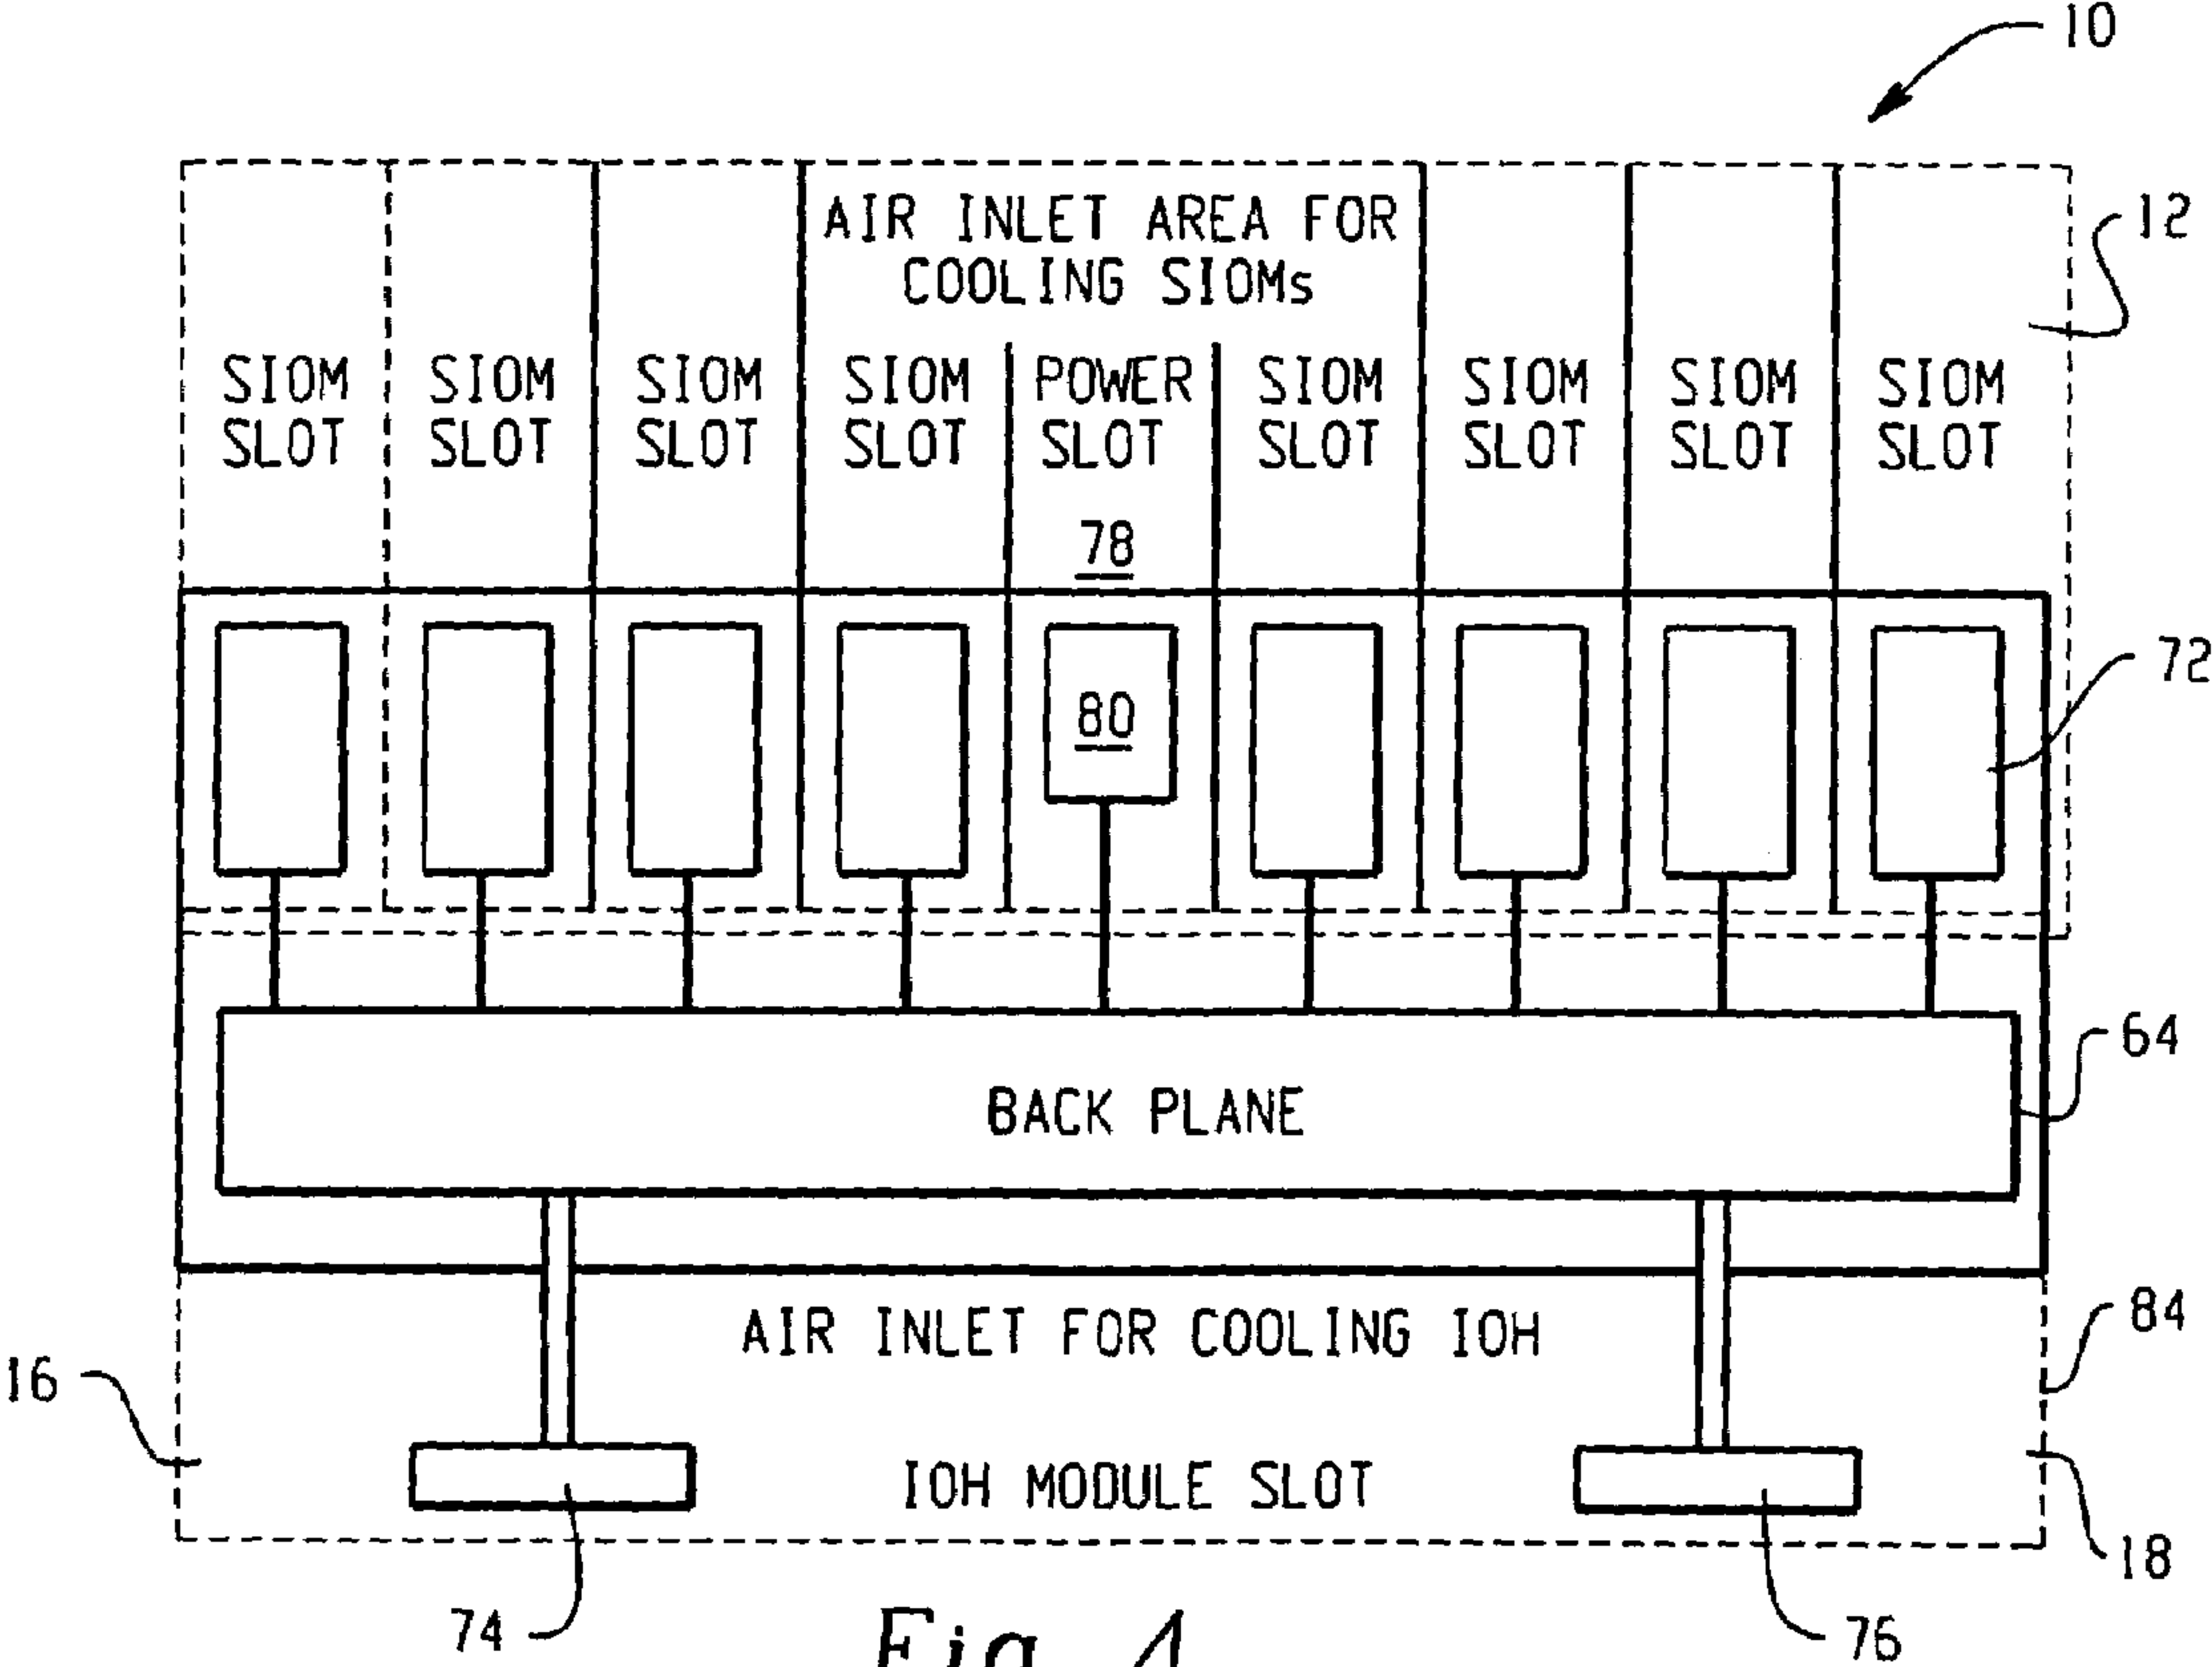 10
AIR INLET AREA FOR
COOLING SIOMs
12
SIOM SIOM SIOM SIOM POWER SIOM SIOM SIOM SIOM
SLOT SLOT SLOT SLOT SLOT SLOT SLOT SLOT SLOT
78
72
80
64
BACK PLANE
84
AIR INLET FOR COOLING IOH
16
IOH MODULE SLOT
18
74
76
Fig. 4